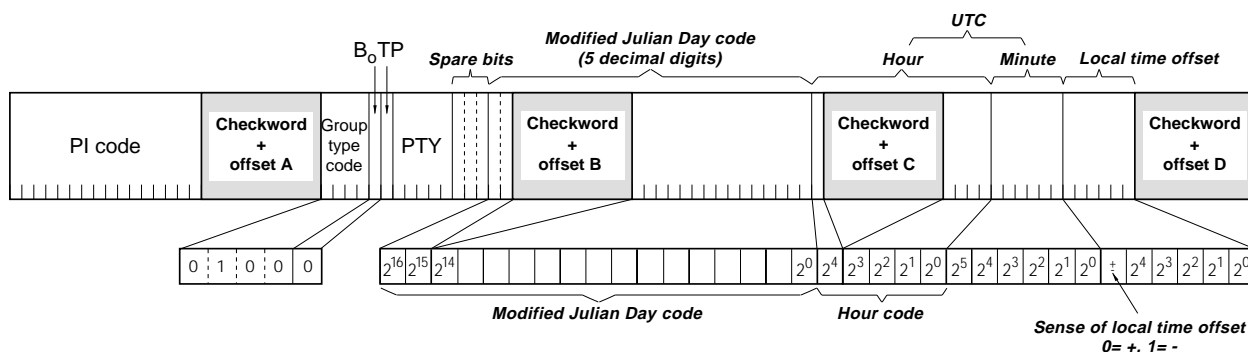 UTC
Modified Julian Day code
(5 decimal digits)
B₀ TP
Spare bits
Hour
Minute
Local time offset
PI code
Checkword
+
offset A
Group
type
code
PTY
Checkword
+
offset B
Checkword
+
offset C
Checkword
+
offset D
0 1 0 0 0
2¹⁶ 2¹⁵ 2¹⁴ 2⁰ 2⁴ 2³ 2² 2¹ 2⁰ 2⁵ 2⁴ 2³ 2² 2¹ 2⁰ ± 2⁴ 2³ 2² 2¹ 2⁰
Modified Julian Day code
Hour code
Sense of local time offset
0= +, 1= -